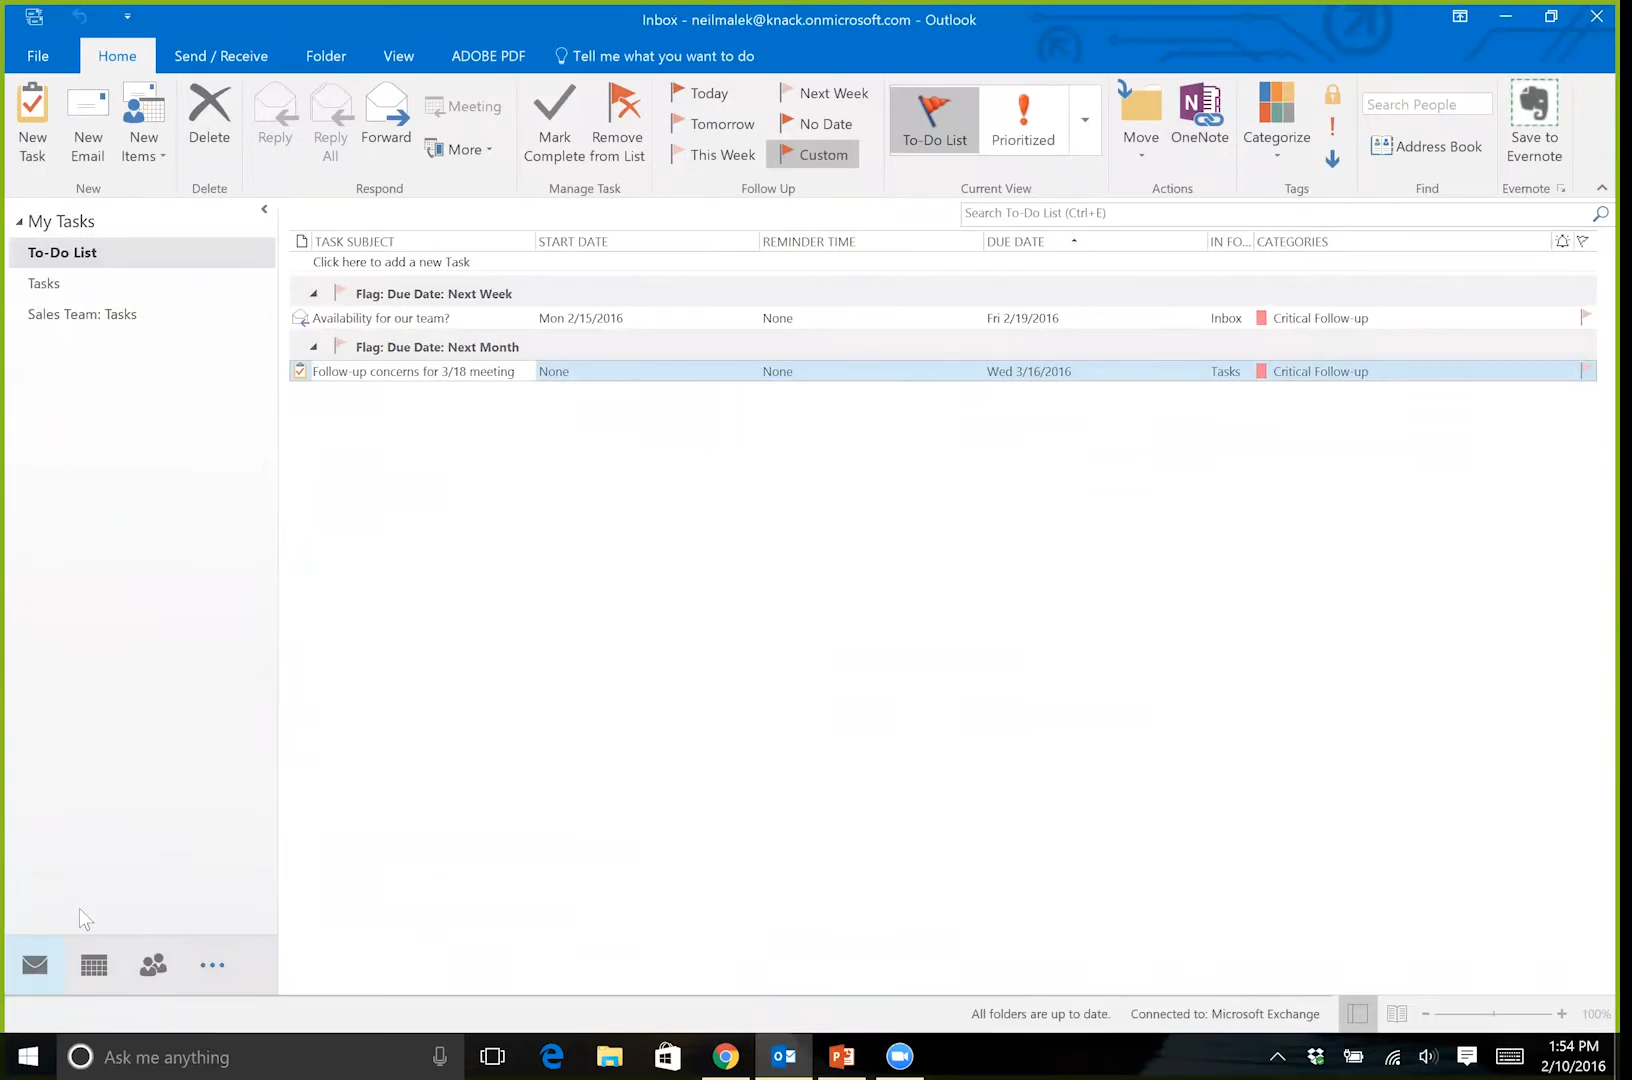 Inbox - neilmalek@knack.onmicrosoft.com - Outlook
File Home Send / Receive Folder View ADOBE PDF Tell me what you want to do
New Task
New Email
New Items
New
Delete
Delete
Reply
Reply All
Forward
Meeting
More
Respond
Mark Complete
Remove from List
Manage Task
Today
Tomorrow
This Week
Next Week
No Date
Custom
Follow Up
To-Do List
Prioritized
Current View
Move
OneNote
Actions
Categorize
Tags
Search People
Address Book
Find
Save to Evernote
Evernote
My Tasks
To-Do List
Tasks
Sales Team: Tasks
Search To-Do List (Ctrl+E)
TASK SUBJECT START DATE REMINDER TIME DUE DATE IN FO... CATEGORIES
Click here to add a new Task
Flag: Due Date: Next Week
Availability for our team? Mon 2/15/2016 None Fri 2/19/2016 Inbox Critical Follow-up
Flag: Due Date: Next Month
Follow-up concerns for 3/18 meeting None None Wed 3/16/2016 Tasks Critical Follow-up
All folders are up to date. Connected to: Microsoft Exchange 100%
Ask me anything
1:54 PM
2/10/2016